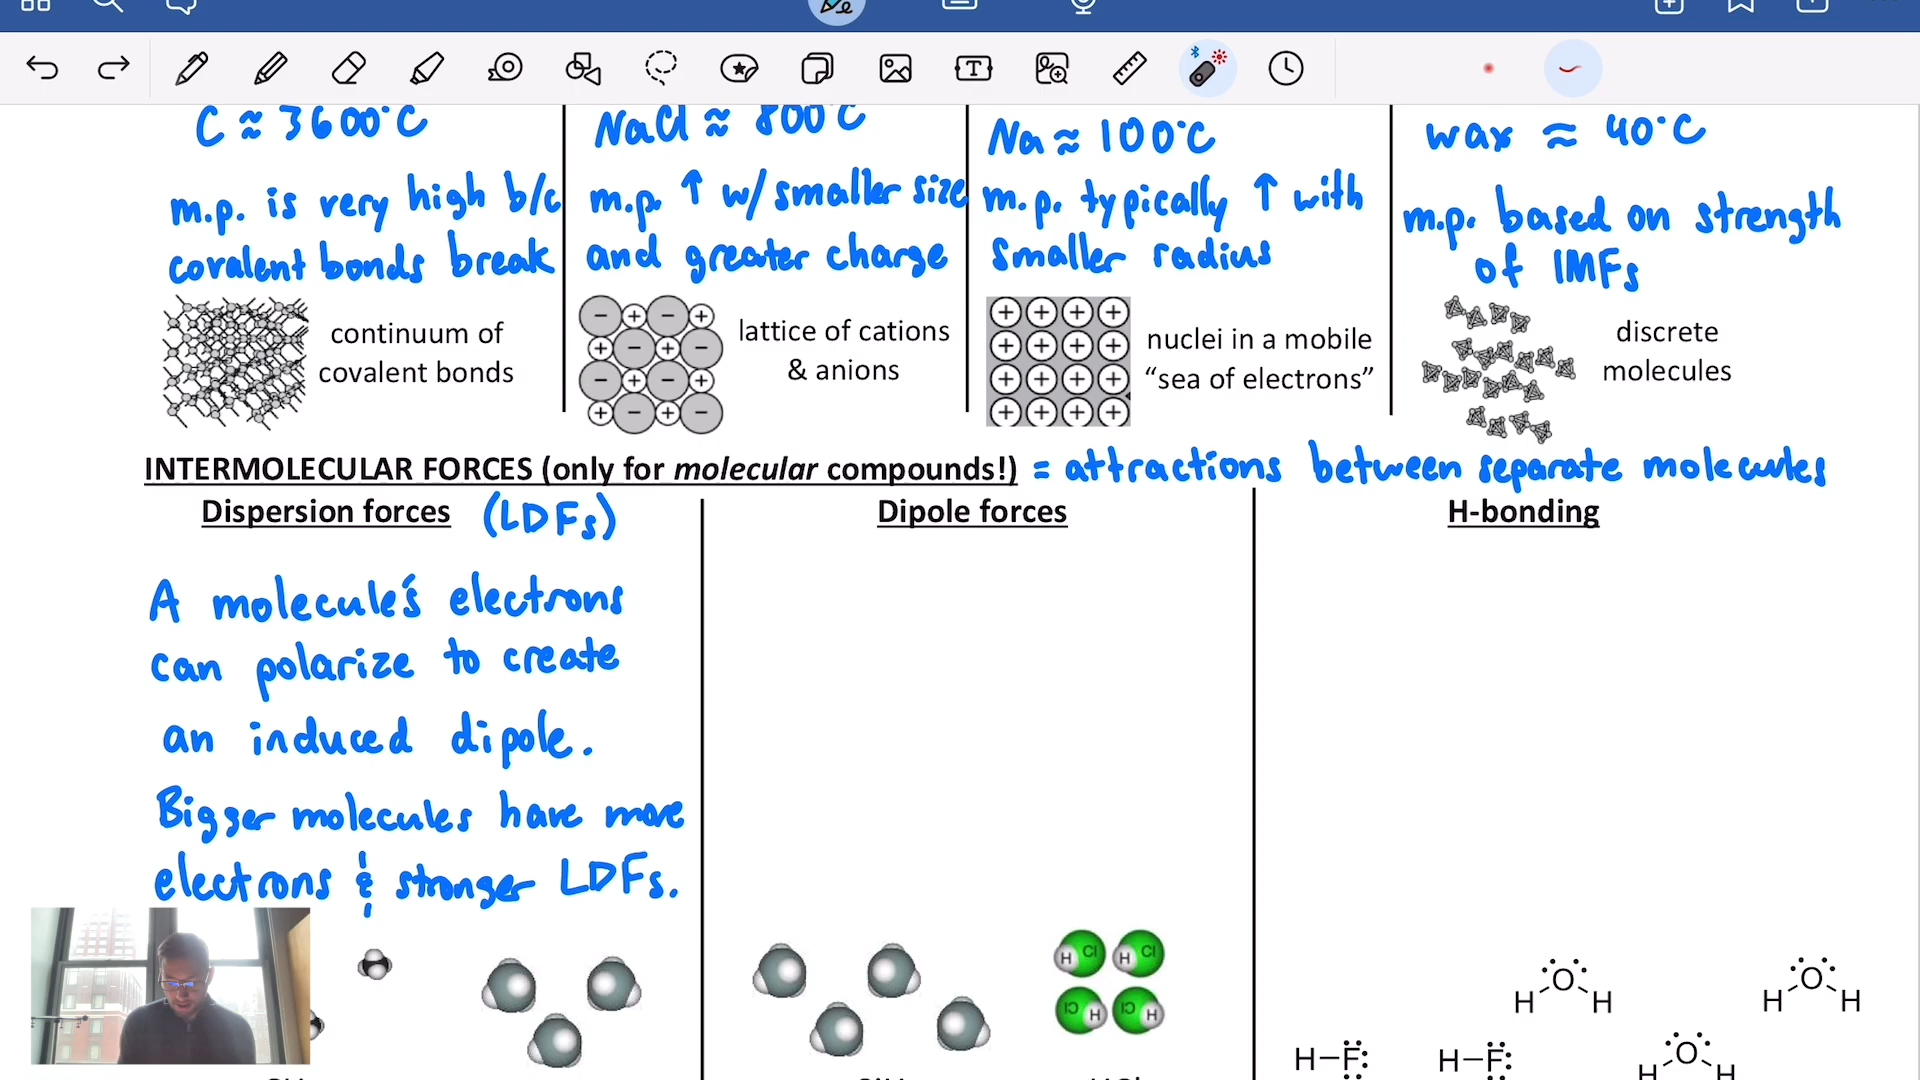 C ≈ 3600°C
m.p. is very high b/c
covalent bonds break
continuum of
covalent bonds
NaCl ≈ 800°C
m.p. ↑ w/ smaller size
and greater charge
lattice of cations
& anions
Na ≈ 100°C
m.p. typically ↑ with
smaller radius
nuclei in a mobile
“sea of electrons”
wax ≈ 40°C
m.p. based on strength
of IMFs
discrete
molecules
INTERMOLECULAR FORCES (only for molecular compounds!) = attractions between separate molecules
Dispersion forces (LDFs)
A molecule's electrons
can polarize to create
an induced dipole.
Bigger molecules have more
electrons & stronger LDFs.
Dipole forces
H Cl H Cl
Cl H Cl H
H-bonding
H O H
H O H
H–F H–F
H O H